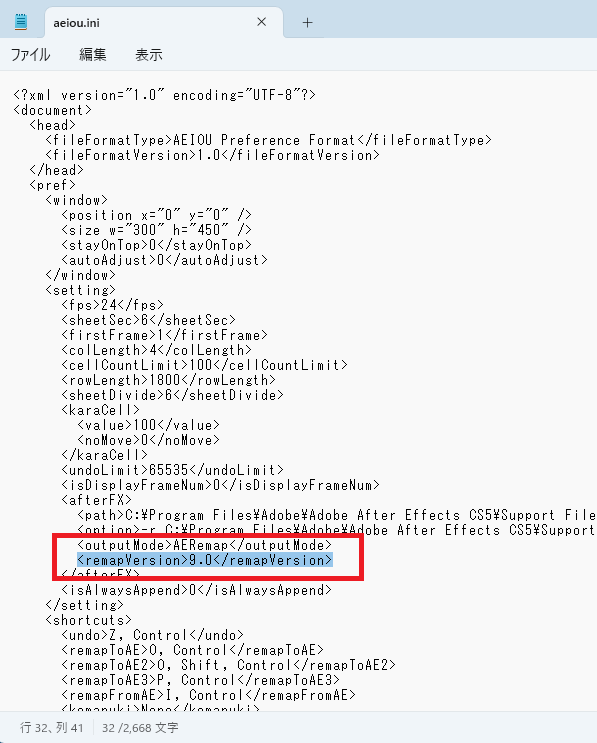 aeiou.ini
ファイル 編集 表示
<?xml version="1.0" encoding="UTF-8"?>
<document>
<head>
<fileFormatType>AEIOU Preference Format</fileFormatType>
<fileFormatVersion>1.0</fileFormatVersion>
</head>
<pref>
<window>
<position x="0" y="0" />
<size w="300" h="450" />
<stayOnTop>0</stayOnTop>
<autoAdjust>0</autoAdjust>
</window>
<setting>
<fps>24</fps>
<sheetSec>6</sheetSec>
<firstFrame>1</firstFrame>
<colLength>4</colLength>
<cellCountLimit>100</cellCountLimit>
<rowLength>1800</rowLength>
<sheetDivide>6</sheetDivide>
<karaCell>
<value>100</value>
<noMove>0</noMove>
</karaCell>
<undoLimit>65535</undoLimit>
<isDisplayFrameNum>0</isDisplayFrameNum>
<afterFX>
<path>C:¥Program Files¥Adobe¥Adobe After Effects CS5¥Support File
<option>-r C:¥Program Files¥Adobe¥Adobe After Effects CS5¥Support
<outputMode>AERemap</outputMode>
<remapVersion>9.0</remapVersion>
</afterFX>
<isAlwaysAppend>0</isAlwaysAppend>
</setting>
<shortcuts>
<undo>Z, Control</undo>
<remapToAE>O, Control</remapToAE>
<remapToAE2>O, Shift, Control</remapToAE2>
<remapToAE3>P, Control</remapToAE3>
<remapFromAE>I, Control</remapFromAE>
<komanuki>None</komanuki>
行 32、列 41 32 /2,668 文字